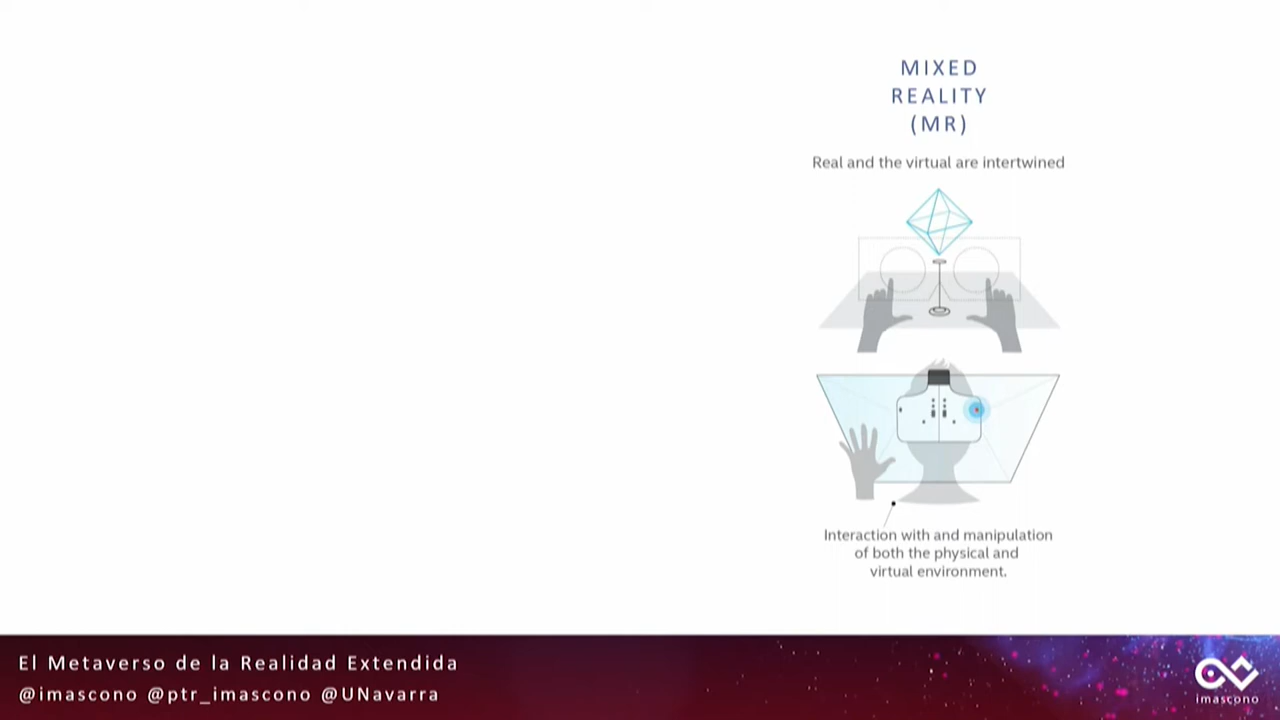 MIXED
REALITY
(MR)
Real and the virtual are intertwined
Interaction with and manipulation
of both the physical and
virtual environment.
El Metaverso de la Realidad Extendida
@imascono @ptr_imascono @UNavarra
imascono